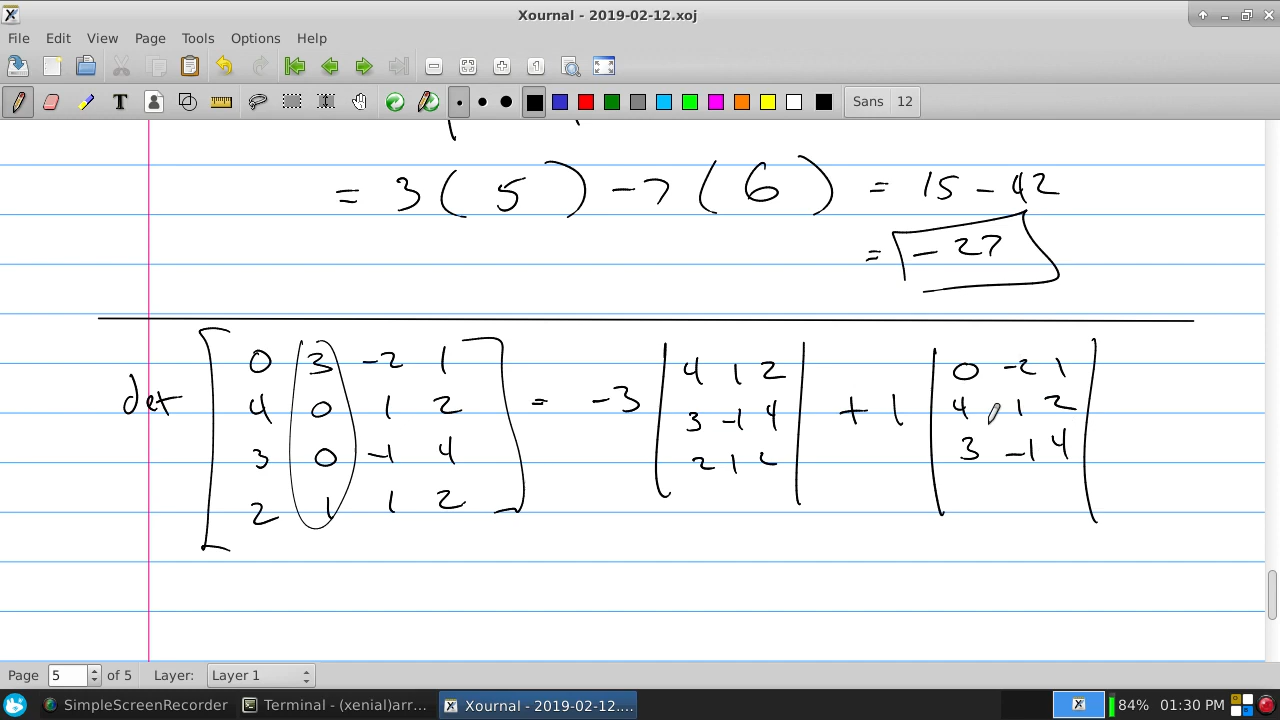 Xournal - 2019-02-12.xoj
File Edit View Page Tools Options Help
Sans 12
= 3 ( 5 ) - 7 ( 6 ) = 15 - 42
= -27
det [ 0 3 -2 1 = -3 | 4 1 2 | + 1 | 0 -2 1 |
4 0 1 2 3 -1 4 4 1 2
3 0 -1 4 2 1 2 3 -1 4
2 1 1 2 ]
Page 5 of 5 Layer: Layer 1
SimpleScreenRecorder Terminal - (xenial)arr... Xournal - 2019-02-12.... 84% 01:30 PM